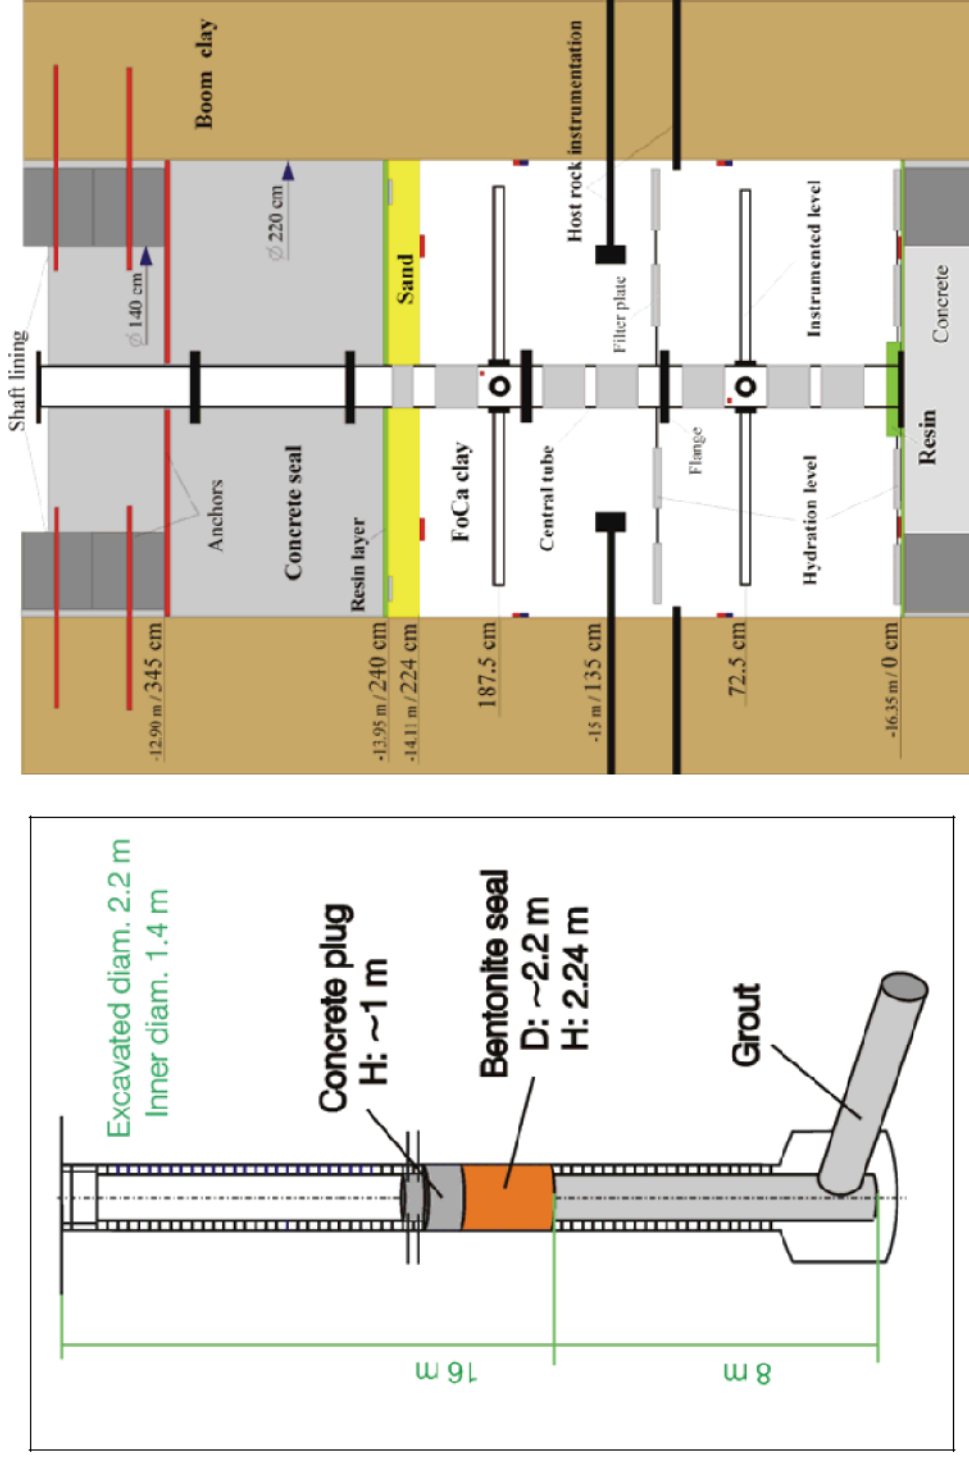 Shaft lining
Boom clay
Ø 140 cm
Ø 220 cm
Anchors
Concrete seal
Resin layer
Sand
FoCa clay
Central tube
Host rock instrumentation
Filter plate
Flange
Instrumented level
Hydration level
Concrete
Resin
-12.90 m / 345 cm
-13.95 m / 240 cm
-14.11 m / 224 cm
187.5 cm
-15 m / 135 cm
72.5 cm
-16.35 m / 0 cm
Excavated diam. 2.2 m
Inner diam. 1.4 m
Concrete plug
H: ~1 m
Bentonite seal
D: ~2.2 m
H: 2.24 m
Grout
16 m
8 m